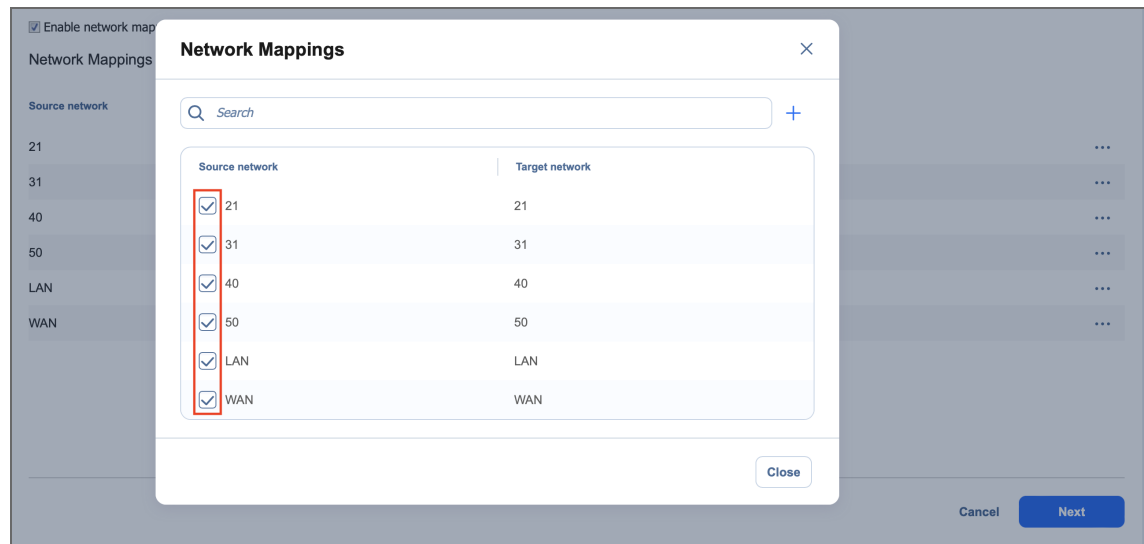 Enable network map
Network Mappings
Network Mappings
Source network
Search
Source network Target network
21
21 21
31
31 31
40
40 40
50
50 50
LAN
LAN LAN
WAN
WAN WAN
Close
Cancel Next